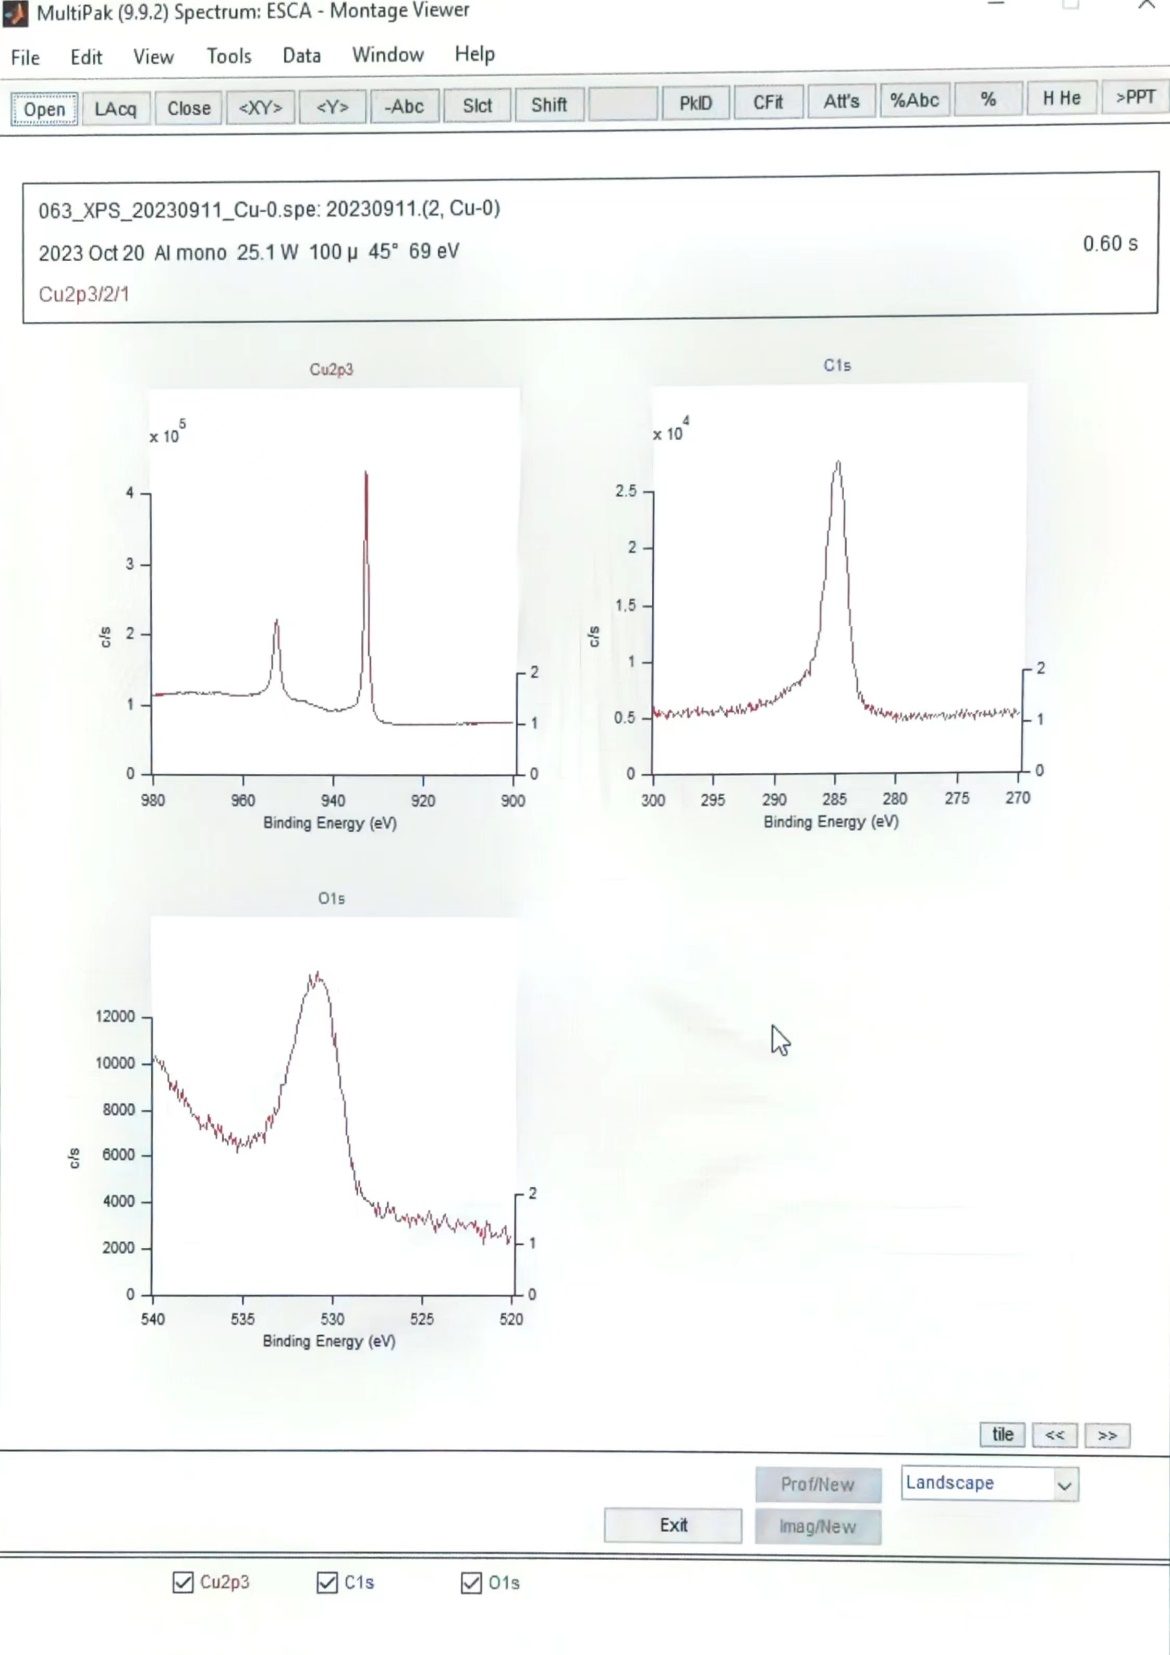 MultiPak (9.9.2) Spectrum: ESCA - Montage Viewer
File Edit View Tools Data Window Help
Open LAcq Close <XY> <Y> -Abc Slct Shift PkID CFit Att's %Abc % H He >PPT
063_XPS_20230911_Cu-0.spe: 20230911.(2, Cu-0)
2023 Oct 20 Al mono 25.1 W 100 µ 45° 69 eV
0.60 s
Cu2p3/2/1
Cu2p3
x 10^5
4
3
2
1
0
c/s
2
1
0
980 960 940 920 900
Binding Energy (eV)
C1s
x 10^4
2.5
2
1.5
1
0.5
0
c/s
2
1
0
300 295 290 285 280 275 270
Binding Energy (eV)
O1s
12000
10000
8000
6000
4000
2000
0
c/s
2
1
0
540 535 530 525 520
Binding Energy (eV)
tile << >>
Prof/New Landscape
Exit Imag/New
Cu2p3 C1s O1s